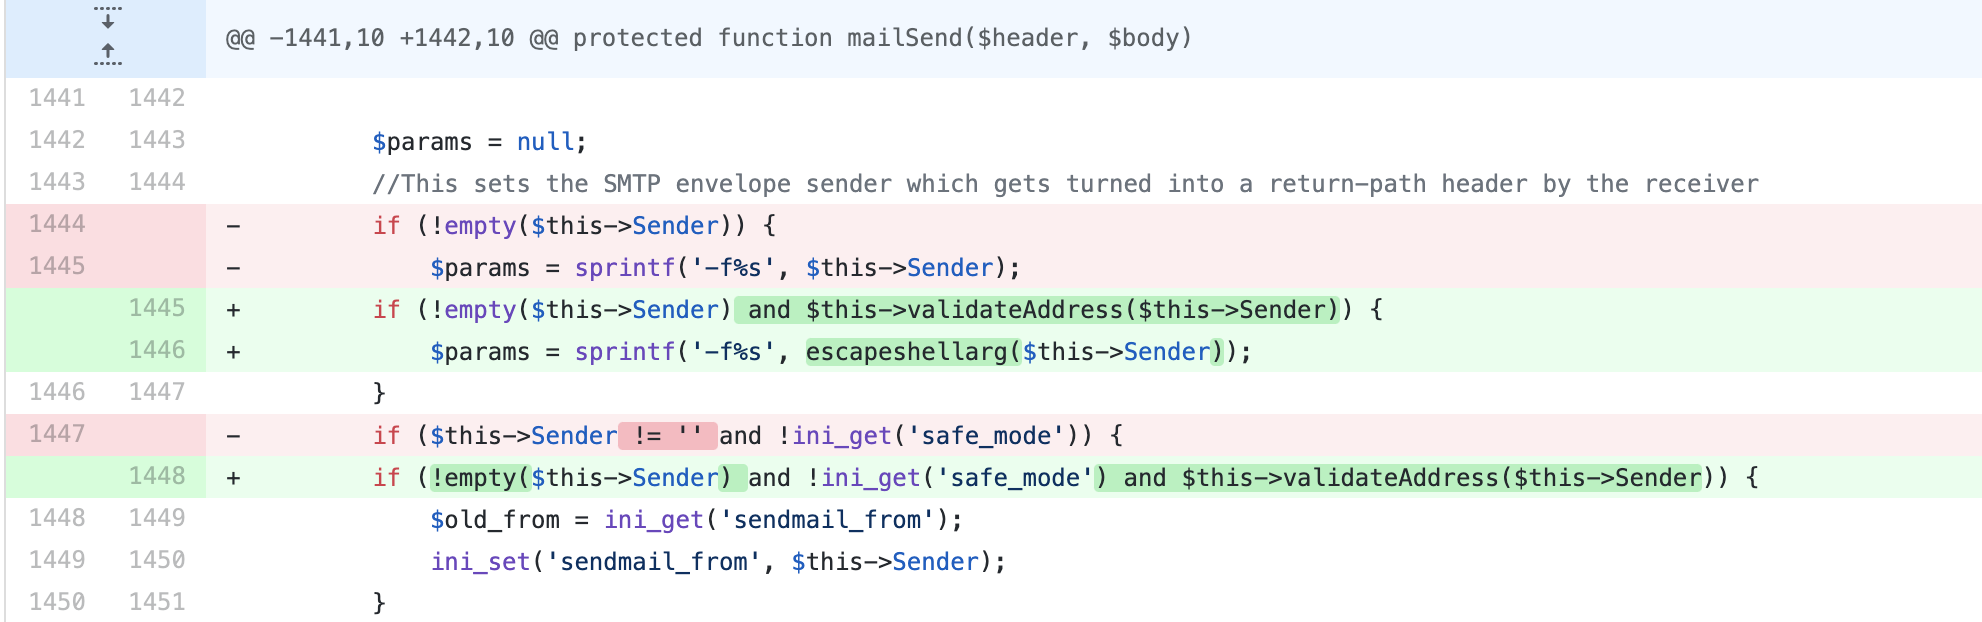 @@ -1441,10 +1442,10 @@ protected function mailSend($header, $body)
1441 1442
1442 1443 $params = null;
1443 1444 //This sets the SMTP envelope sender which gets turned into a return-path header by the receiver
1444 - if (!empty($this->Sender)) {
1445 - $params = sprintf('-f%s', $this->Sender);
1445 + if (!empty($this->Sender) and $this->validateAddress($this->Sender)) {
1446 + $params = sprintf('-f%s', escapeshellarg($this->Sender));
1446 1447 }
1447 - if ($this->Sender != '' and !ini_get('safe_mode')) {
1448 + if (!empty($this->Sender) and !ini_get('safe_mode') and $this->validateAddress($this->Sender)) {
1448 1449 $old_from = ini_get('sendmail_from');
1449 1450 ini_set('sendmail_from', $this->Sender);
1450 1451 }